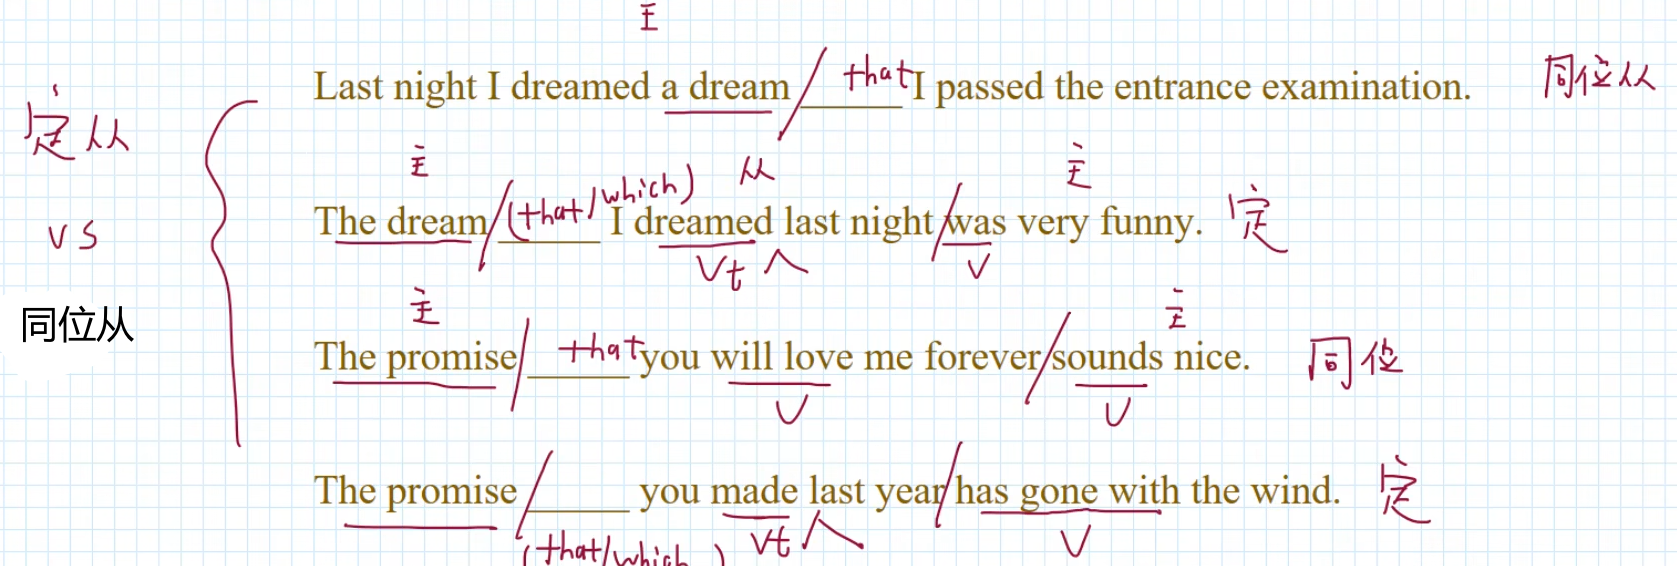 主
Last night I dreamed a dream / that I passed the entrance examination. 同位从
定从
主 从 主
The dream / (that/which) I dreamed last night / was very funny. 定
vs
Vt ∧ V
主 主
同位从
The promise / that you will love me forever / sounds nice. 同位
V V
The promise / ______ you made last year / has gone with the wind. 定
(that/which) Vt ∧ V